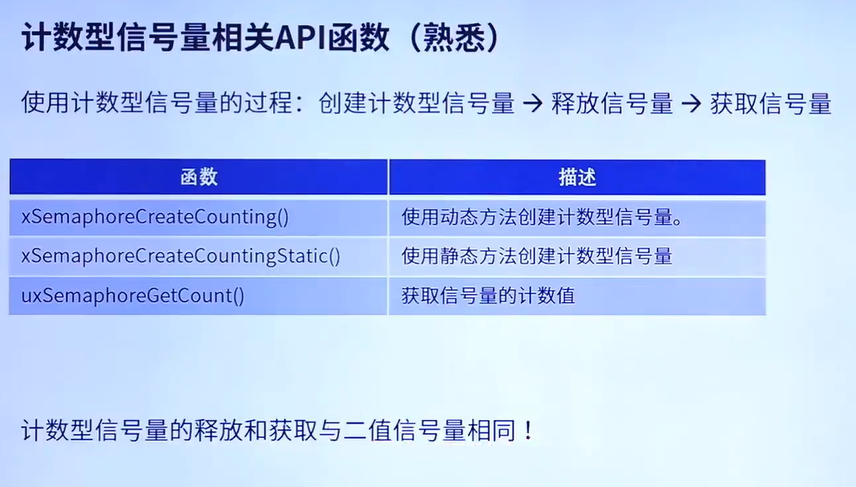 计数型信号量相关API函数（熟悉）
使用计数型信号量的过程：创建计数型信号量 → 释放信号量 → 获取信号量
函数 描述
xSemaphoreCreateCounting() 使用动态方法创建计数型信号量。
xSemaphoreCreateCountingStatic() 使用静态方法创建计数型信号量
uxSemaphoreGetCount() 获取信号量的计数值
计数型信号量的释放和获取与二值信号量相同！